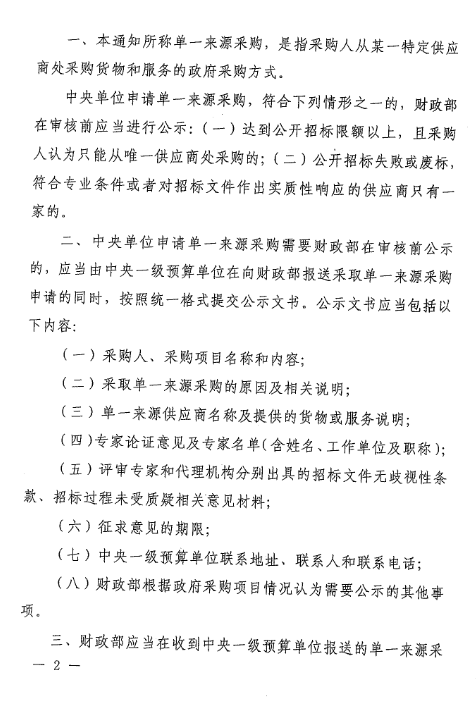 一、本通知所称单一来源采购，是指采购人从某一特定供应
商处采购货物和服务的政府采购方式。
中央单位申请单一来源采购，符合下列情形之一的，财政部
在审核前应当进行公示：（一）达到公开招标限额以上，且采购
人认为只能从唯一供应商处采购的；（二）公开招标失败或废标，
符合专业条件或者对招标文件作出实质性响应的供应商只有一
家的。
二、中央单位申请单一来源采购需要财政部在审核前公示
的，应当由中央一级预算单位在向财政部报送采取单一来源采购
申请的同时，按照统一格式提交公示文书。公示文书应当包括以
下内容：
（一）采购人、采购项目名称和内容；
（二）采取单一来源采购的原因及相关说明；
（三）单一来源供应商名称及提供的货物或服务说明；
（四）专家论证意见及专家名单（含姓名、工作单位及职称）；
（五）评审专家和代理机构分别出具的招标文件无歧视性条
款、招标过程未受质疑相关意见材料；
（六）征求意见的期限；
（七）中央一级预算单位联系地址、联系人和联系电话；
（八）财政部根据政府采购项目情况认为需要公示的其他事
项。
三、财政部应当在收到中央一级预算单位报送的单一来源采
— 2 —